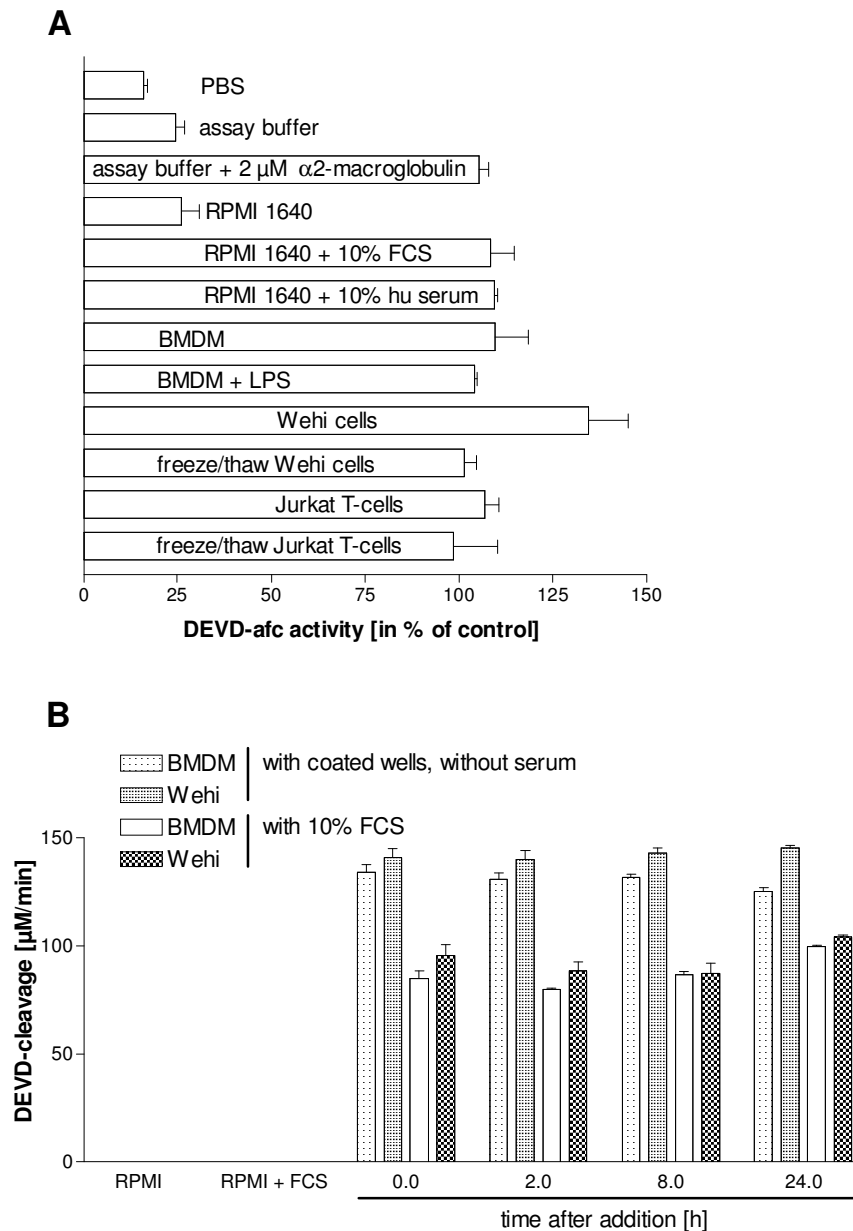 A
PBS
assay buffer
assay buffer + 2 µM α2-macroglobulin
RPMI 1640
RPMI 1640 + 10% FCS
RPMI 1640 + 10% hu serum
BMDM
BMDM + LPS
Wehi cells
freeze/thaw Wehi cells
Jurkat T-cells
freeze/thaw Jurkat T-cells
0 25 50 75 100 125 150
DEVD-afc activity [in % of control]
B
BMDM
with coated wells, without serum
Wehi
BMDM
with 10% FCS
Wehi
DEVD-cleavage [µM/min]
150
100
50
0
RPMI RPMI + FCS 0.0 2.0 8.0 24.0
time after addition [h]